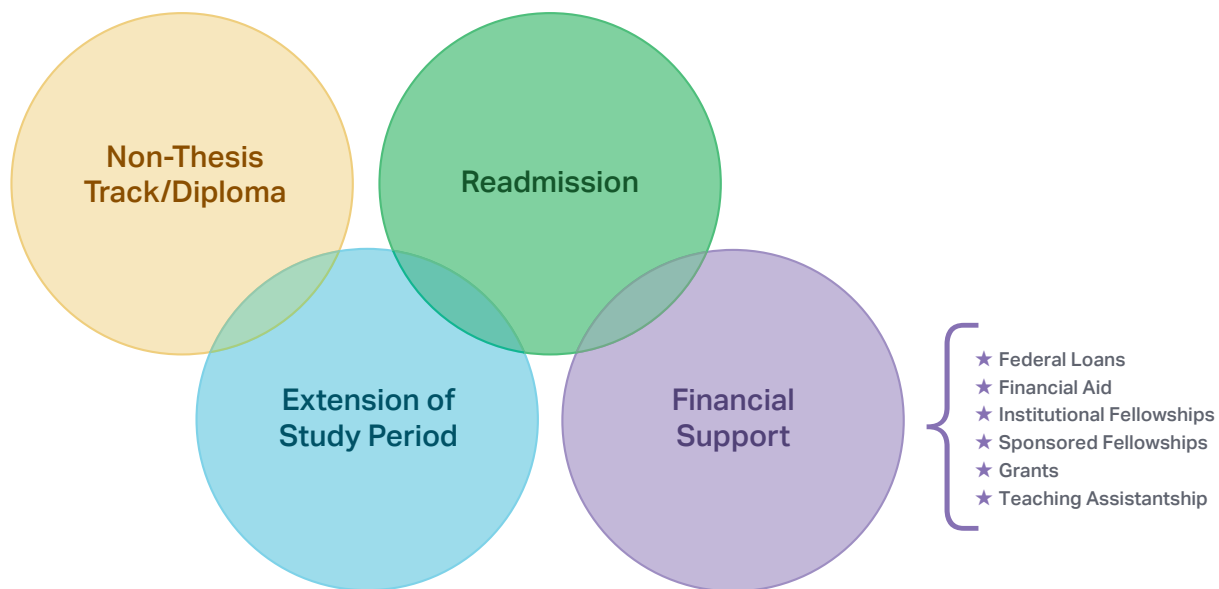 Non-Thesis
Track/Diploma
Readmission
Extension of
Study Period
Financial
Support
★ Federal Loans
★ Financial Aid
★ Institutional Fellowships
★ Sponsored Fellowships
★ Grants
★ Teaching Assistantship